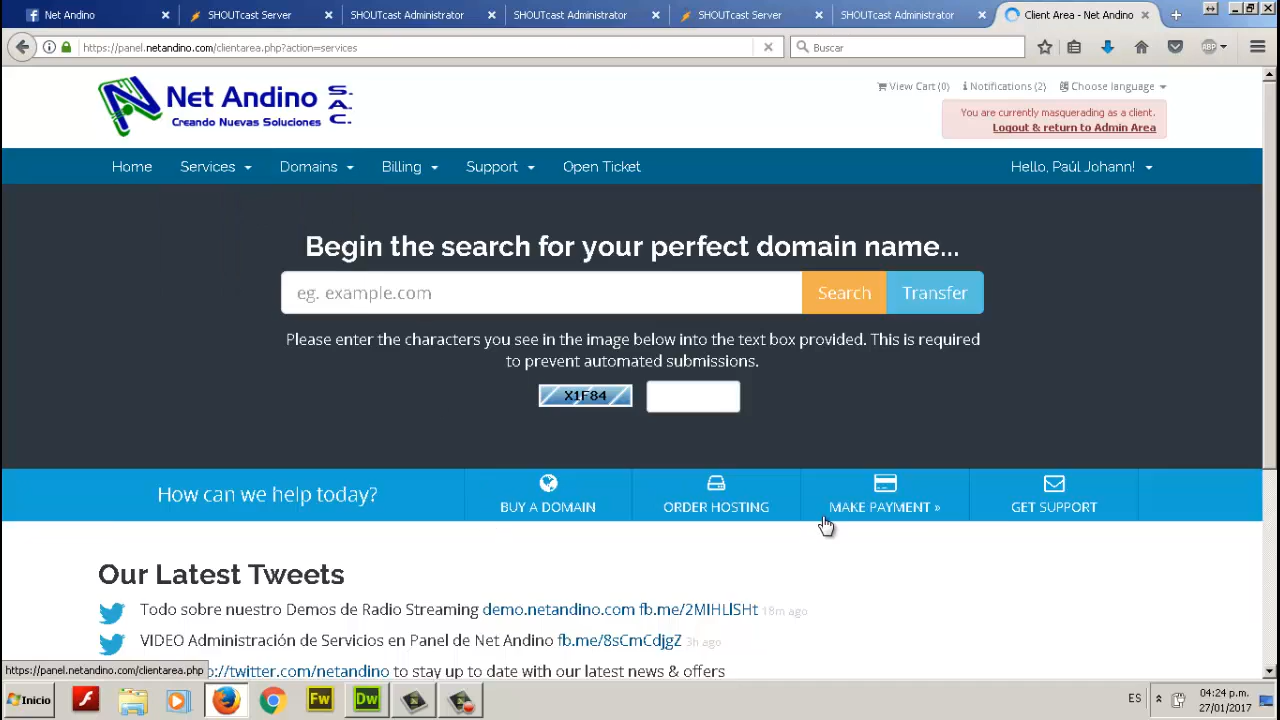 Net Andino
SHOUTcast Server
SHOUTcast Administrator
SHOUTcast Administrator
SHOUTcast Server
SHOUTcast Administrator
Client Area - Net Andino
https://panel.netandino.com/clientarea.php?action=services
Buscar
ABP
Net Andino S.A.C.
Creando Nuevas Soluciones
View Cart (0)
Notifications (2)
Choose language
You are currently masquerading as a client.
Logout & return to Admin Area
Home
Services
Domains
Billing
Support
Open Ticket
Hello, Paúl Johann!
Begin the search for your perfect domain name...
eg. example.com
Search
Transfer
Please enter the characters you see in the image below into the text box provided. This is required
to prevent automated submissions.
X1F84
How can we help today?
BUY A DOMAIN
ORDER HOSTING
MAKE PAYMENT »
GET SUPPORT
Our Latest Tweets
Todo sobre nuestro Demos de Radio Streaming demo.netandino.com fb.me/2MIHLlSHt 18m ago
VIDEO Administración de Servicios en Panel de Net Andino fb.me/8sCmCdjgZ 3h ago
https://panel.netandino.com/clientarea.php
p://twitter.com/netandino to stay up to date with our latest news & offers
Inicio
Fw
Dw
ES
04:24 p.m.
27/01/2017